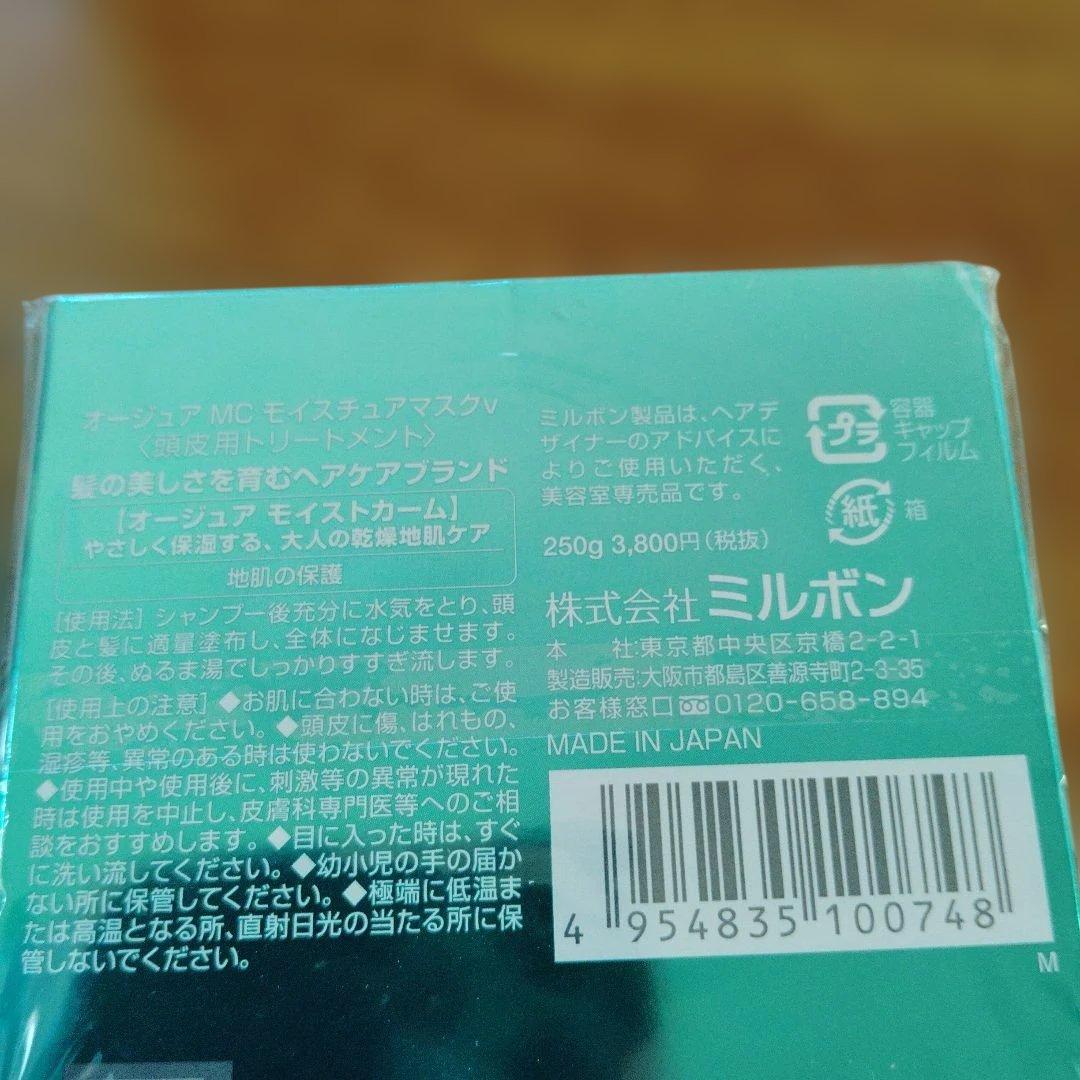 オージュア MC モイスチュアマスクv
〈頭皮用トリートメント〉
髪の美しさを育むヘアケアブランド
【オージュア モイストカーム】
やさしく保湿する、大人の乾燥地肌ケア
地肌の保護
［使用法］シャンプー後充分に水気をとり、頭
皮と髪に適量塗布し、全体になじませます。
その後、ぬるま湯でしっかりすすぎ流します。
［使用上の注意］◆お肌に合わない時は、ご使
用をおやめください。◆頭皮に傷、はれもの、
湿疹等、異常のある時は使わないでください。
◆使用中や使用後に、刺激等の異常が現れた
時は使用を中止し、皮膚科専門医等へのご相
談をおすすめします。◆目に入った時は、すぐ
に洗い流してください。◆幼小児の手の届か
ない所に保管してください。◆極端に低温ま
たは高温となる所、直射日光の当たる所に保
管しないでください。
ミルボン製品は、ヘアデ
ザイナーのアドバイスに
よりご使用いただく、
美容室専売品です。
250g 3,800円（税抜）
プラ
容器
キャップ
フィルム
紙
箱
株式会社 ミルボン
本 社:東京都中央区京橋2-2-1
製造販売:大阪市都島区善源寺町2-3-35
お客様窓口 0120-658-894
MADE IN JAPAN
4 954835 100748
M